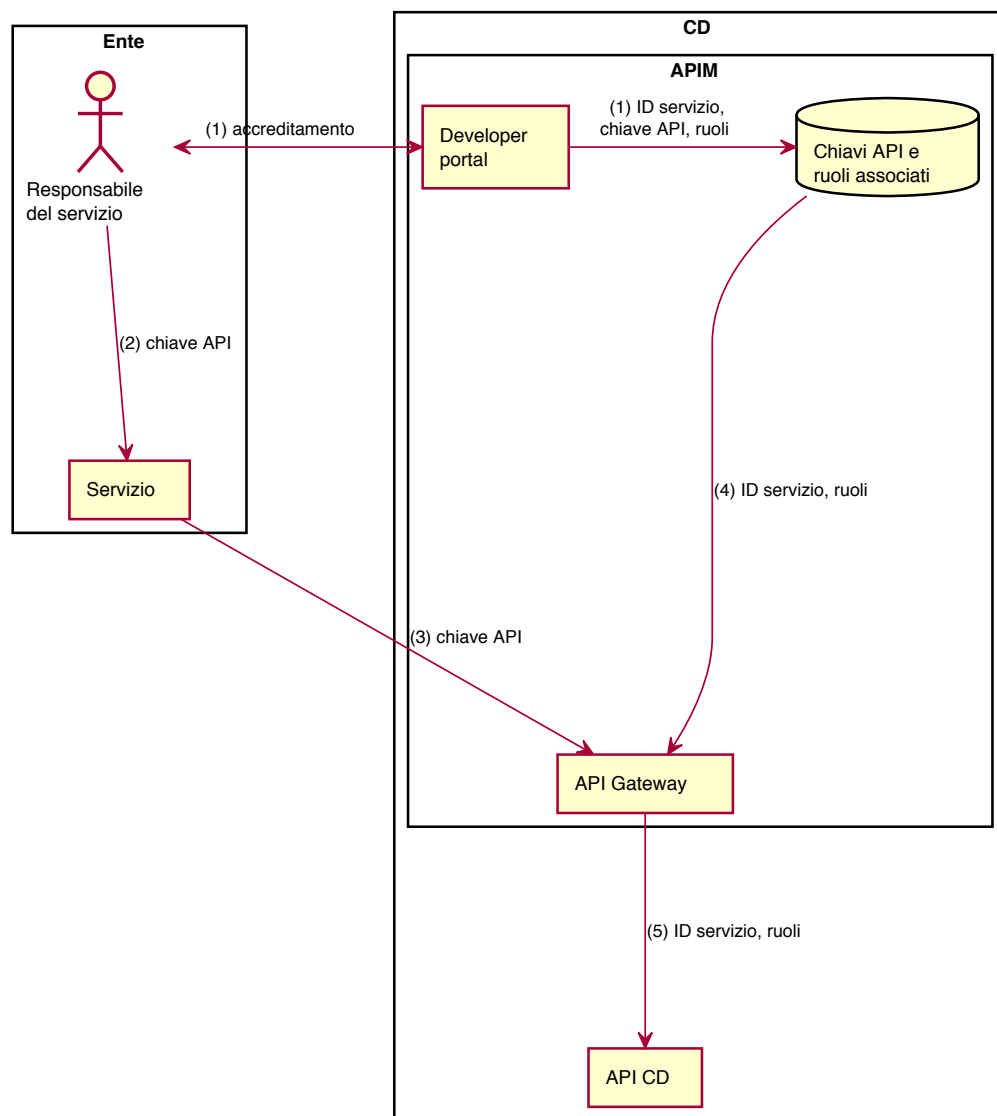 Ente
CD
APIM
(1) accreditamento
Developer
portal
(1) ID servizio,
chiave API, ruoli
Chiavi API e
ruoli associati
Responsabile
del servizio
(2) chiave API
Servizio
(4) ID servizio, ruoli
(3) chiave API
API Gateway
(5) ID servizio, ruoli
API CD